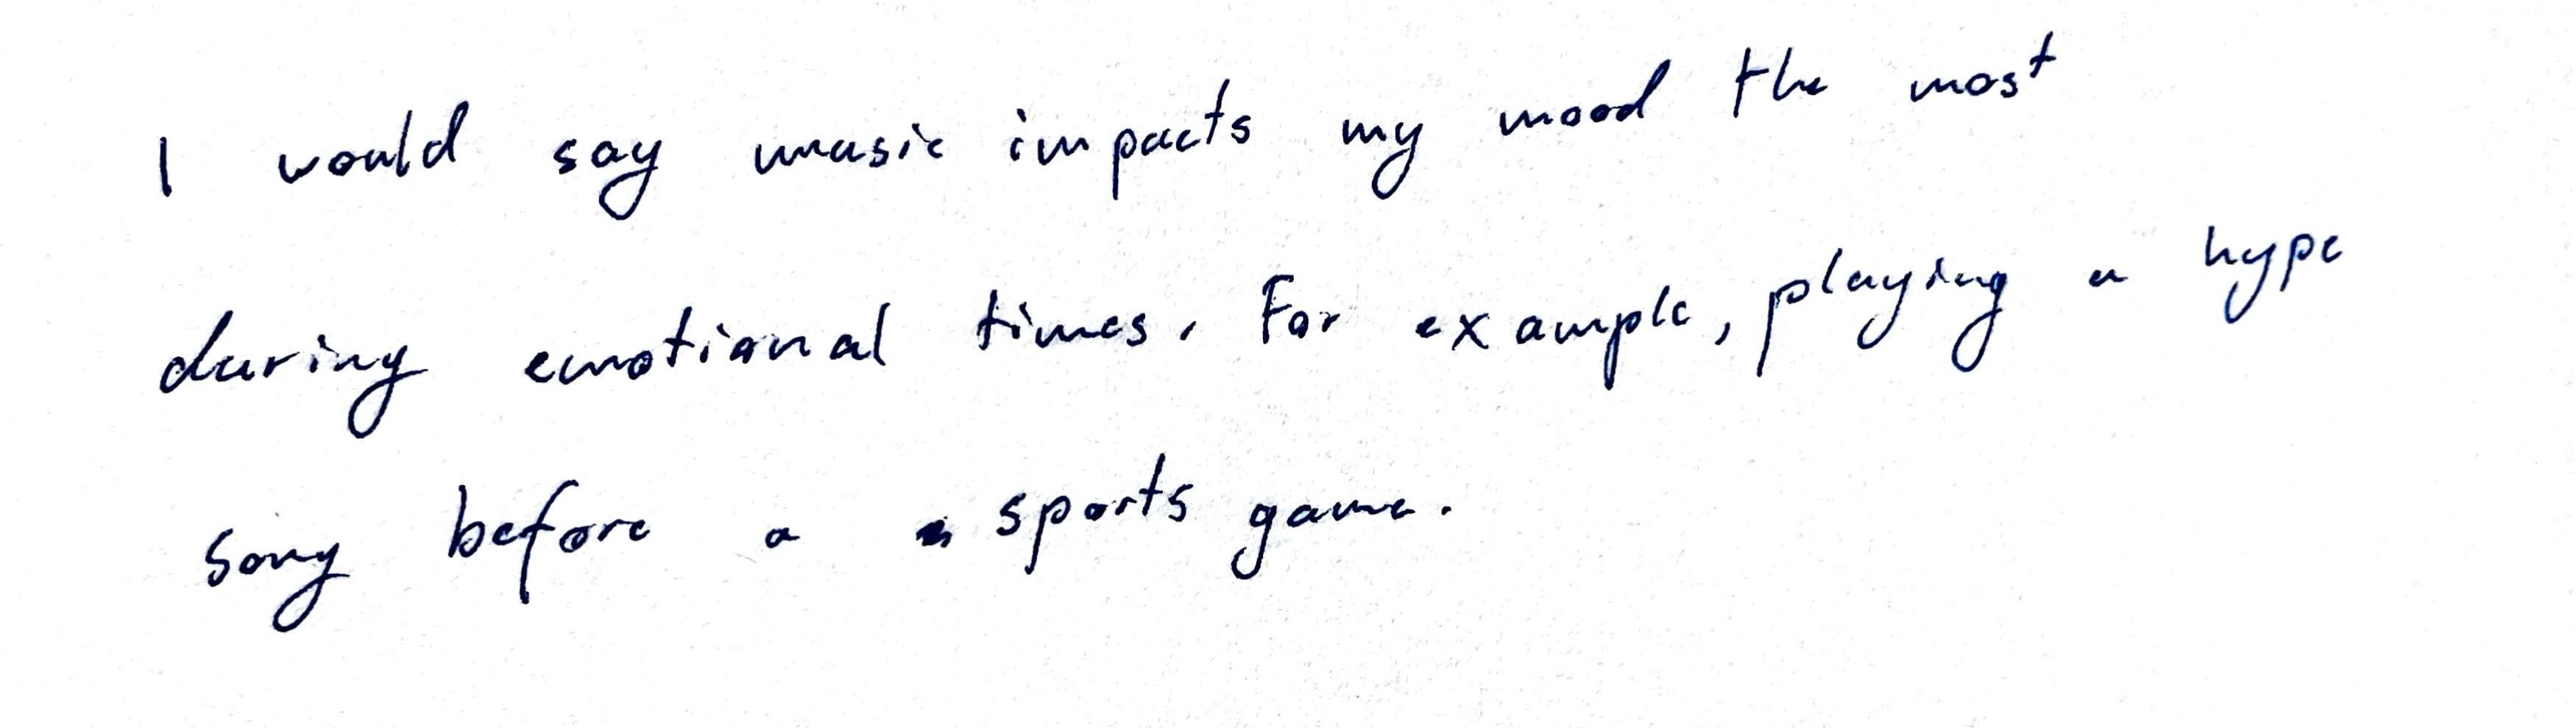 I would say music impacts my mood the most
during emotional times. For example, playing a hype
song before a sports game.